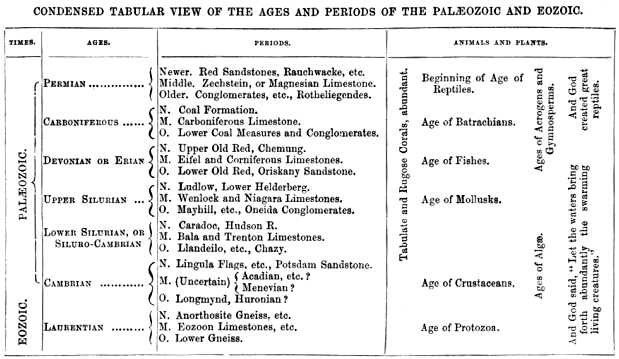 CONDENSED TABULAR VIEW OF THE AGES AND PERIODS OF THE PALÆOZOIC AND EOZOIC.
TIMES. AGES. PERIODS. ANIMALS AND PLANTS.
PALÆOZOIC.
PERMIAN ..............
Newer. Red Sandstones, Rauchwacke, etc.
Middle. Zechstein, or Magnesian Limestone.
Older. Conglomerates, etc., Rotheliegendes.
CARBONIFEROUS ......
N. Coal Formation.
M. Carboniferous Limestone.
O. Lower Coal Measures and Conglomerates.
DEVONIAN OR ERIAN
N. Upper Old Red, Chemung.
M. Eifel and Corniferous Limestones.
O. Lower Old Red, Oriskany Sandstone.
UPPER SILURIAN ...
N. Ludlow, Lower Helderberg.
M. Wenlock and Niagara Limestones.
O. Mayhill, etc., Oneida Conglomerates.
LOWER SILURIAN, OR
SILURO-CAMBRIAN
N. Caradoc, Hudson R.
M. Bala and Trenton Limestones.
O. Llandeilo, etc., Chazy.
CAMBRIAN ...........
N. Lingula Flags, etc., Potsdam Sandstone.
M. (Uncertain) Acadian, etc.?
Menevian?
O. Longmynd, Huronian?
EOZOIC.
LAURENTIAN .........
N. Anorthosite Gneiss, etc.
M. Eozoon Limestones, etc.
O. Lower Gneiss.
Tabulate and Rugose Corals, abundant.
Beginning of Age of
Reptiles.
Age of Batrachians.
Age of Fishes.
Age of Mollusks.
Age of Crustaceans.
Age of Protozoa.
Ages of Acrogens and
Gymnosperms.
Ages of Algæ.
And God
created great
reptiles.
And God said, "Let the waters bring
forth abundantly the swarming
living creatures."